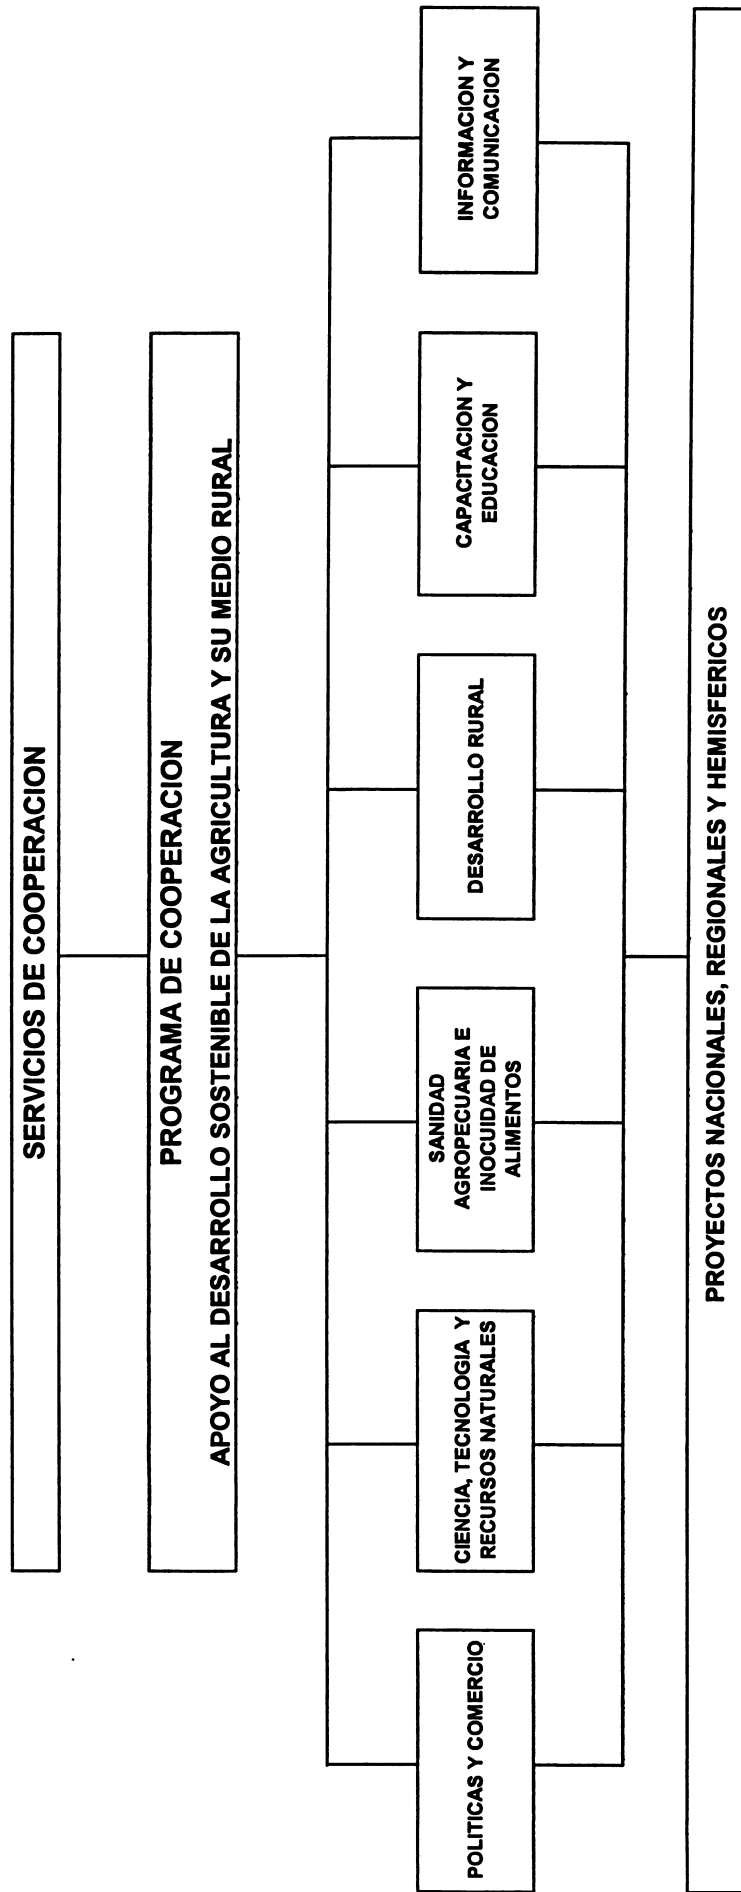 SERVICIOS DE COOPERACION
PROGRAMA DE COOPERACION
APOYO AL DESARROLLO SOSTENIBLE DE LA AGRICULTURA Y SU MEDIO RURAL
POLITICAS Y COMERCIO
CIENCIA, TECNOLOGIA Y
RECURSOS NATURALES
SANIDAD
AGROPECUARIA E
INOCUIDAD DE
ALIMENTOS
DESARROLLO RURAL
CAPACITACION Y
EDUCACION
INFORMACION Y
COMUNICACION
PROYECTOS NACIONALES, REGIONALES Y HEMISFERICOS